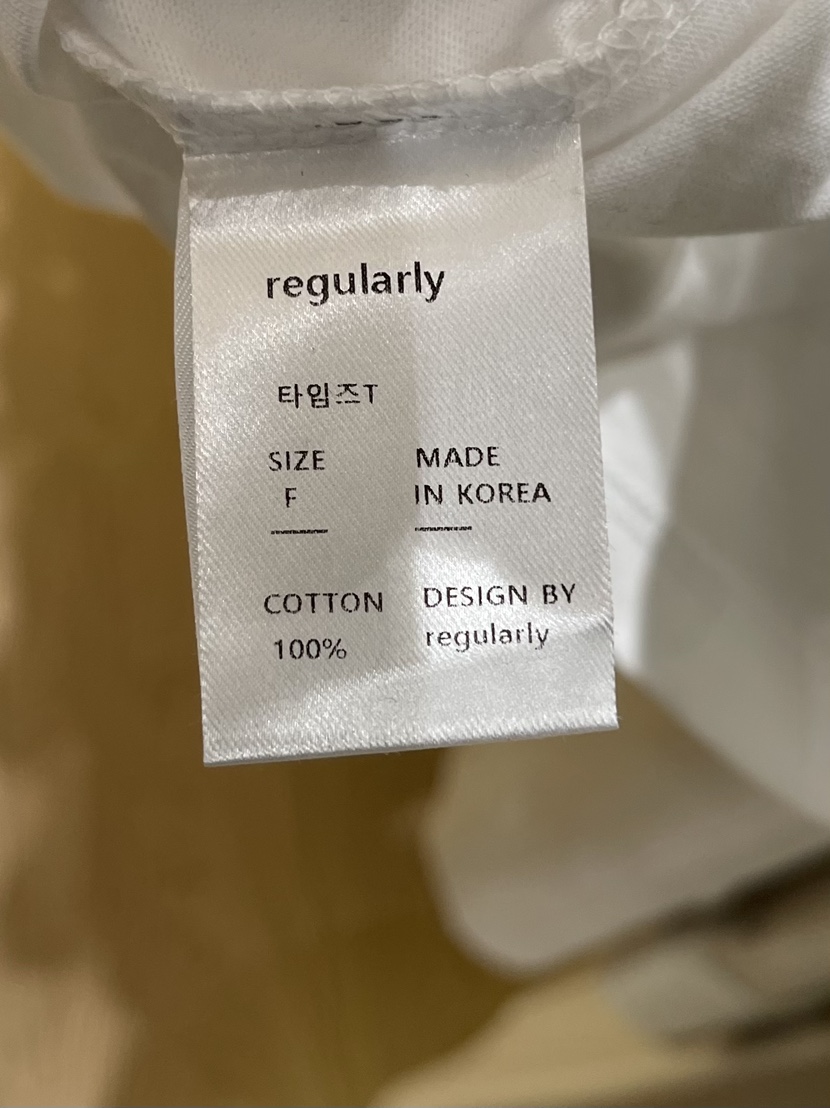 regularly
타임즈T
SIZE
F
MADE
IN KOREA
COTTON
100%
DESIGN BY
regularly